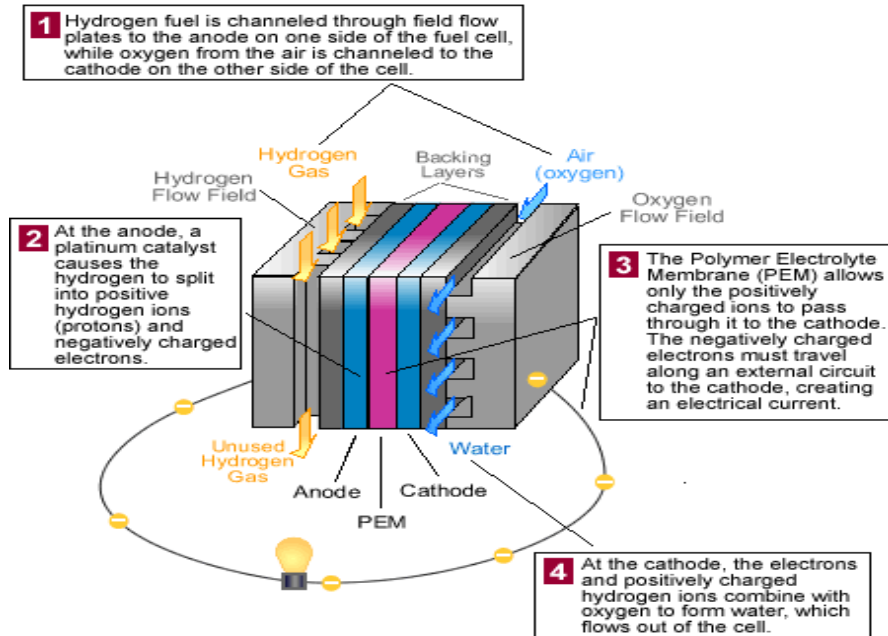 1 Hydrogen fuel is channeled through field flow
plates to the anode on one side of the fuel cell,
while oxygen from the air is channeled to the
cathode on the other side of the cell.
Hydrogen
Gas
Backing
Layers
Air
(oxygen)
Hydrogen
Flow Field
Oxygen
Flow Field
2 At the anode, a
platinum catalyst
causes the
hydrogen to split
into positive
hydrogen ions
(protons) and
negatively charged
electrons.
3 The Polymer Electrolyte
Membrane (PEM) allows
only the positively
charged ions to pass
through it to the cathode.
The negatively charged
electrons must travel
along an external circuit
to the cathode, creating
an electrical current.
Unused
Hydrogen
Gas
Water
Anode
Cathode
PEM
4 At the cathode, the electrons
and positively charged
hydrogen ions combine with
oxygen to form water, which
flows out of the cell.